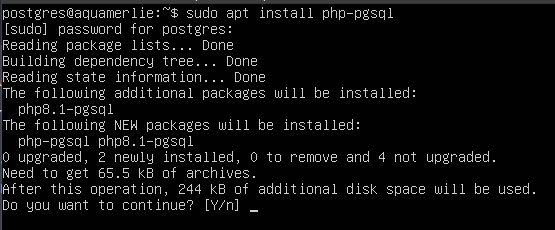 postgres@aquamerlie:~$ sudo apt install php-pgsql
[sudo] password for postgres:
Reading package lists... Done
Building dependency tree... Done
Reading state information... Done
The following additional packages will be installed:
  php8.1-pgsql
The following NEW packages will be installed:
  php-pgsql php8.1-pgsql
0 upgraded, 2 newly installed, 0 to remove and 4 not upgraded.
Need to get 65.5 kB of archives.
After this operation, 244 kB of additional disk space will be used.
Do you want to continue? [Y/n] _